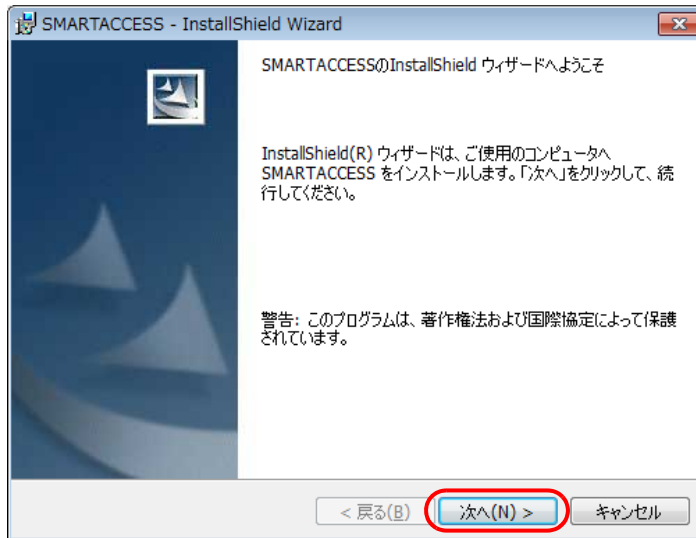 SMARTACCESS - InstallShield Wizard
SMARTACCESSのInstallShield ウィザードへようこそ
InstallShield(R) ウィザードは、ご使用のコンピュータへ
SMARTACCESS をインストールします。「次へ」をクリックして、続
行してください。
警告: このプログラムは、著作権法および国際協定によって保護
されています。
< 戻る(B)
次へ(N) >
キャンセル